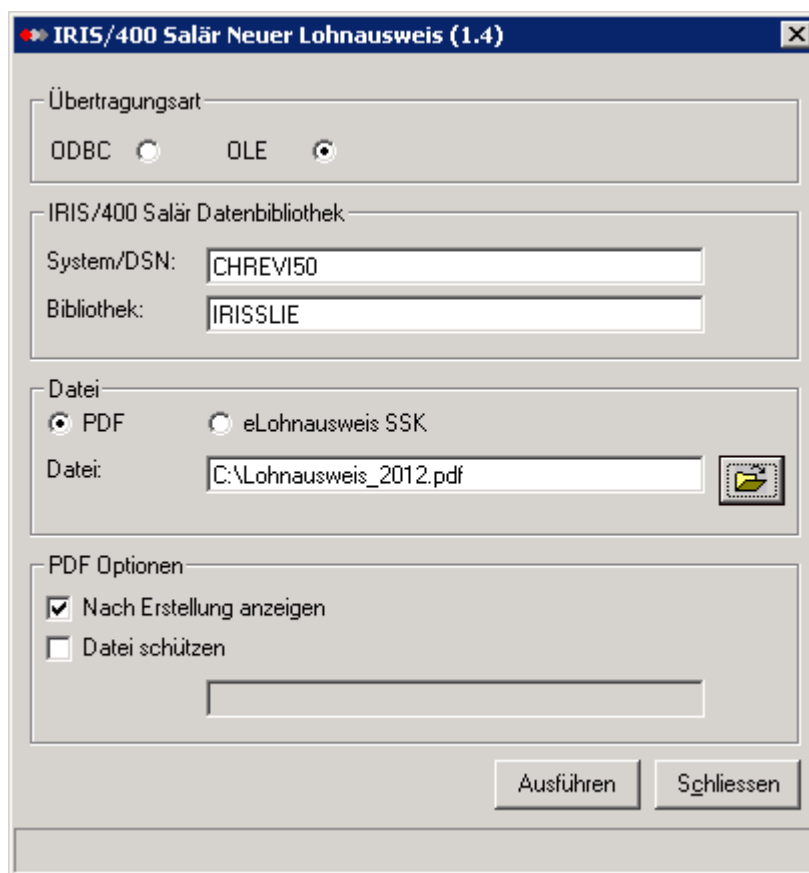 IRIS/400 Salär Neuer Lohnausweis (1.4)
Übertragungsart
ODBC OLE
IRIS/400 Salär Datenbibliothek
System/DSN: CHREVI50
Bibliothek: IRISSLIE
Datei
PDF eLohnausweis SSK
Datei: C:\Lohnausweis_2012.pdf
PDF Optionen
Nach Erstellung anzeigen
Datei schützen
Ausführen Schliessen